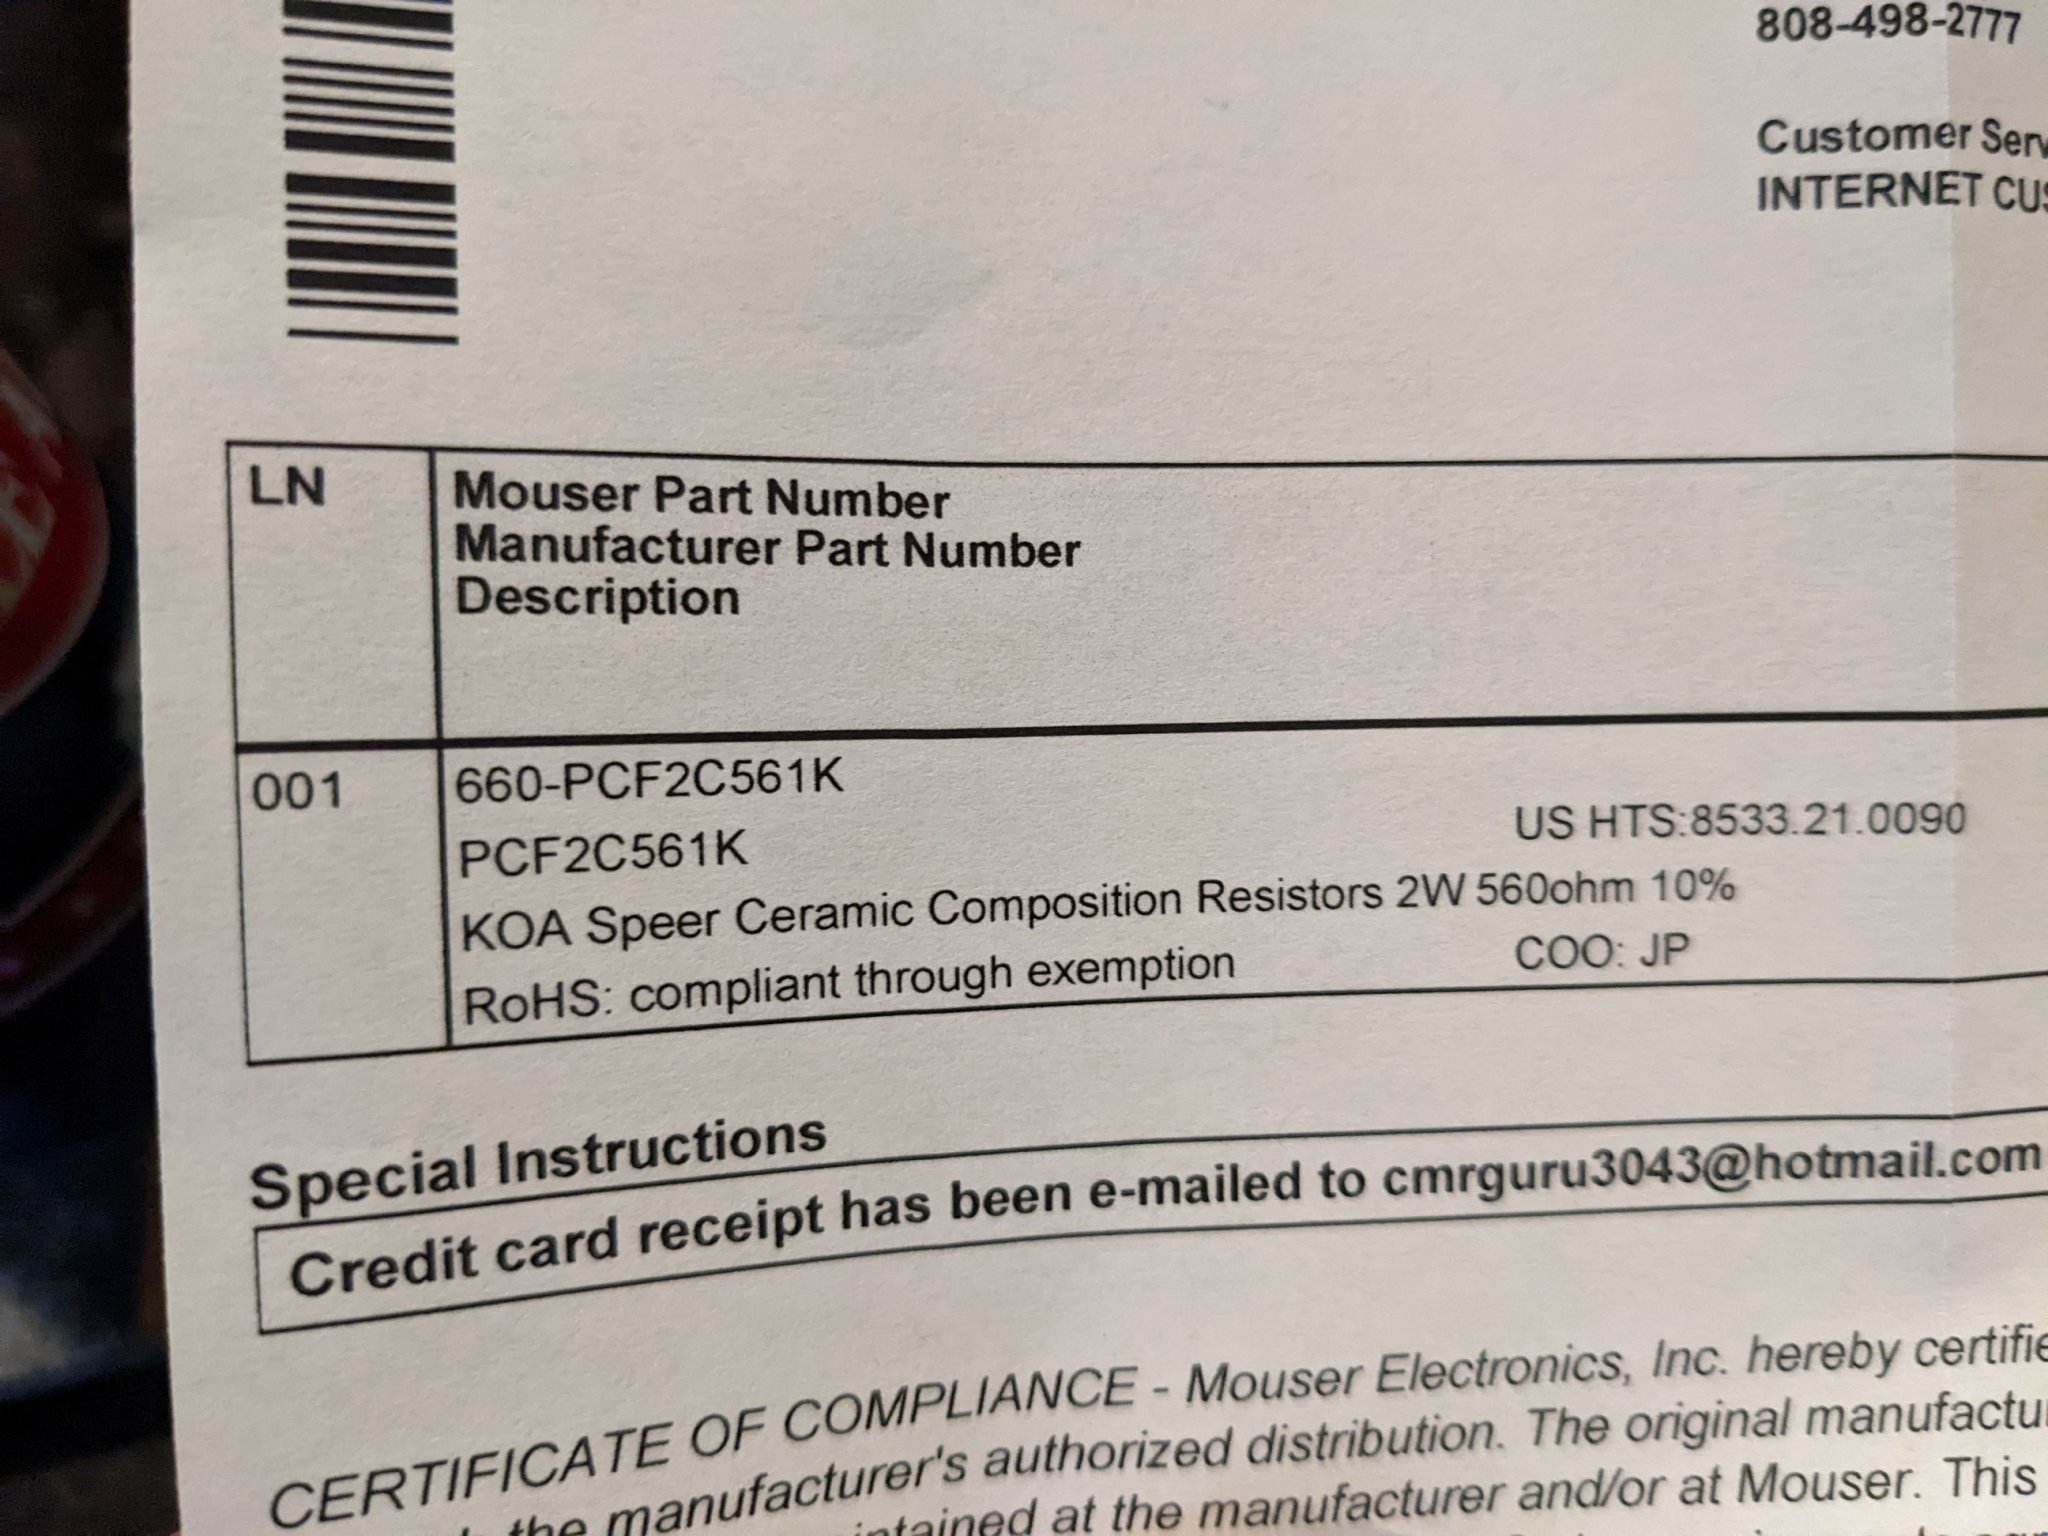 808-498-2777
Customer Serv
INTERNET CUS
LN
Mouser Part Number
Manufacturer Part Number
Description
001
660-PCF2C561K
PCF2C561K
US HTS:8533.21.0090
KOA Speer Ceramic Composition Resistors 2W 560ohm 10%
RoHS: compliant through exemption
COO: JP
Special Instructions
Credit card receipt has been e-mailed to cmrguru3043@hotmail.com
CERTIFICATE OF COMPLIANCE - Mouser Electronics, Inc. hereby certifie
the manufacturer's authorized distribution. The original manufactu
at the manufacturer and/or at Mouser. This